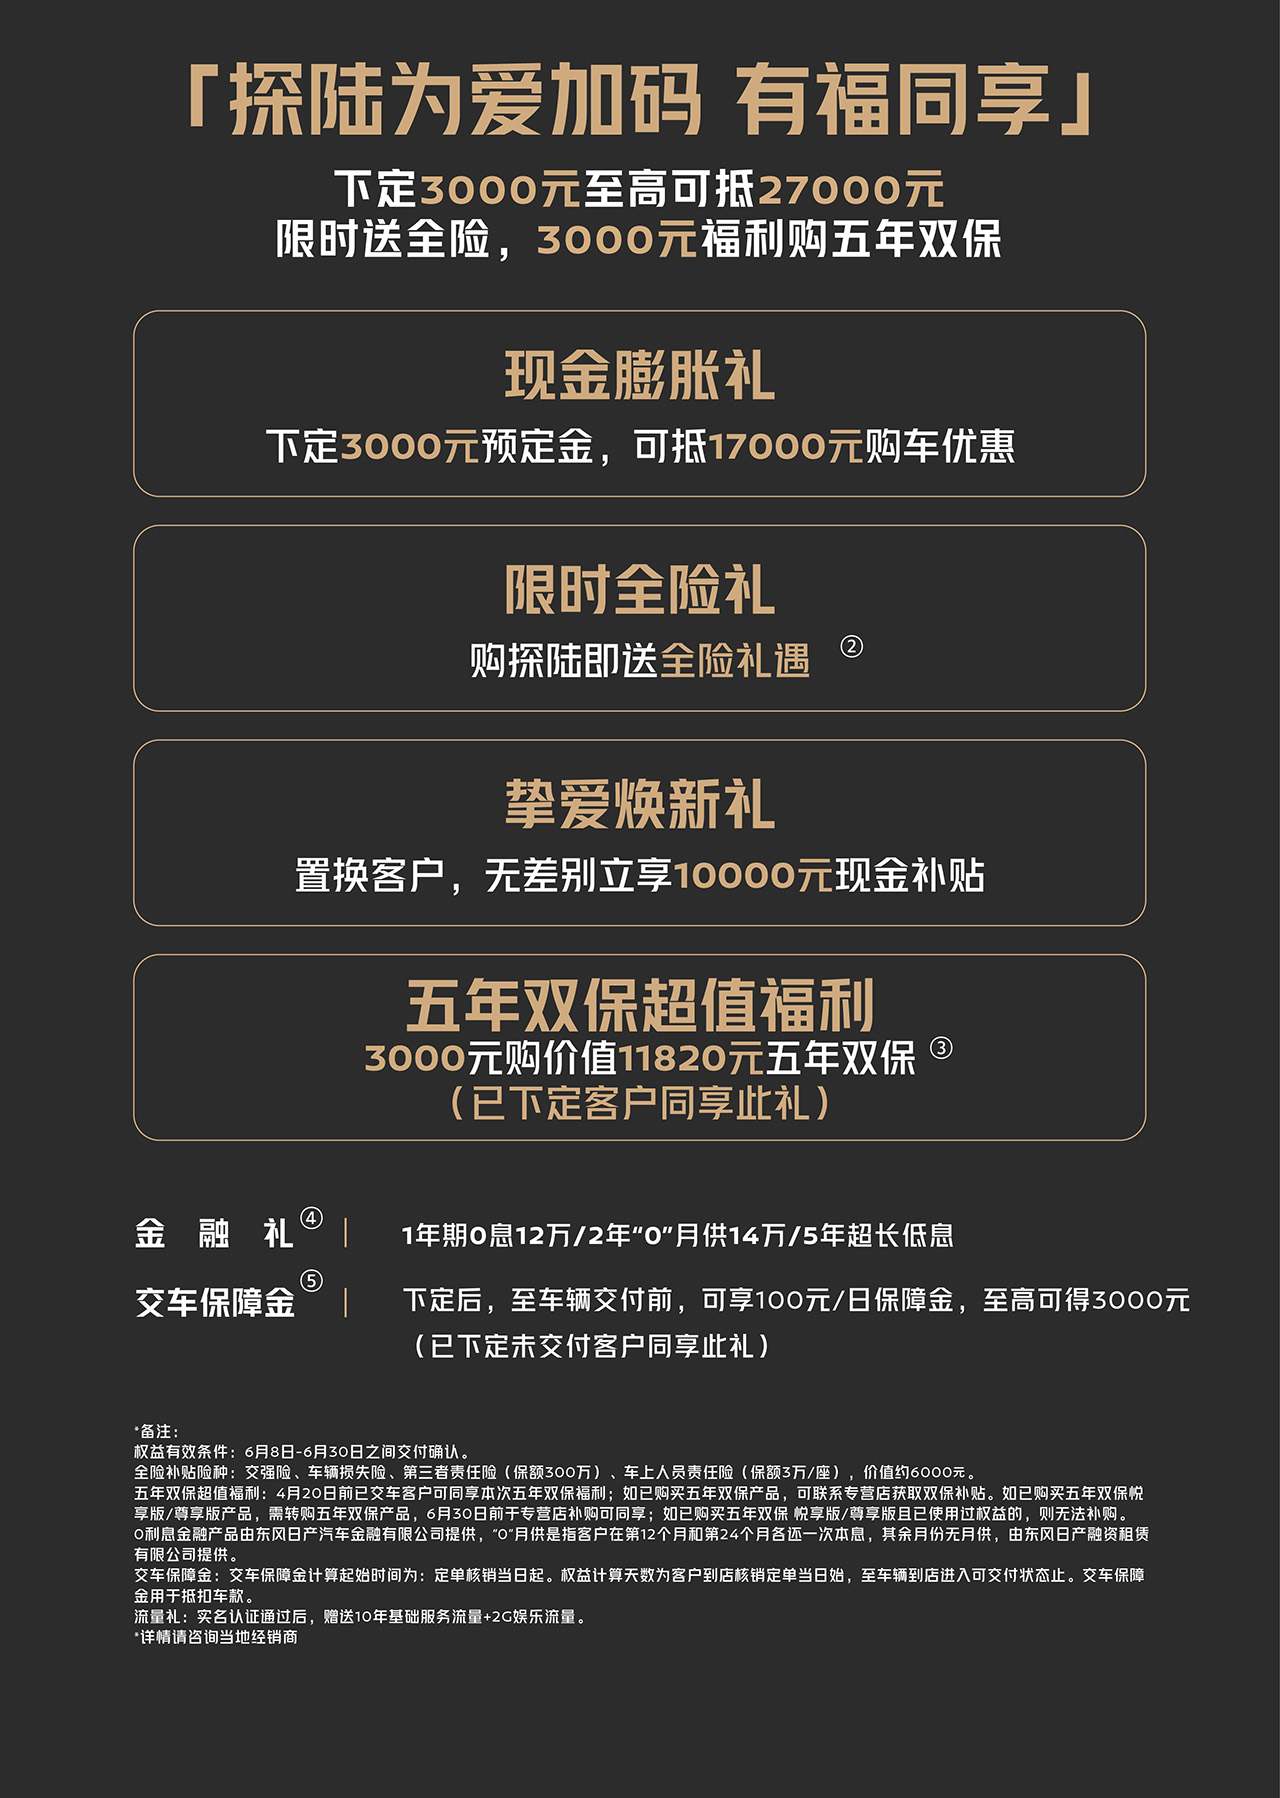 「探陆为爱加码 有福同享」
下定3000元至高可抵27000元
限时送全险，3000元福利购五年双保
现金膨胀礼
下定3000元预定金，可抵17000元购车优惠
限时全险礼
购探陆即送全险礼遇 ②
挚爱焕新礼
置换客户，无差别立享10000元现金补贴
五年双保超值福利
3000元购价值11820元五年双保 ③
（已下定客户同享此礼）
金融礼④ | 1年期0息12万/2年“0”月供14万/5年超长低息
交车保障金⑤ | 下定后，至车辆交付前，可享100元/日保障金，至高可得3000元
（已下定未交付客户同享此礼）
*备注：
权益有效条件：6月8日-6月30日之间交付确认。
全险补贴险种：交强险、车辆损失险、第三者责任险（保额300万）、车上人员责任险（保额3万/座），价值约6000元。
五年双保超值福利：4月20日前已交车客户可同享本次五年双保福利；如已购买五年双保产品，可联系专营店获取双保补贴。如已购买五年双保悦
享版/尊享版产品，需转购五年双保产品，6月30日前于专营店补购可同享；如已购买五年双保 悦享版/尊享版且已使用过权益的，则无法补购。
0利息金融产品由东风日产汽车金融有限公司提供，“0”月供是指客户在第12个月和第24个月各还一次本息，其余月份无月供，由东风日产融资租赁
有限公司提供。
交车保障金：交车保障金计算起始时间为：定单核销当日起。权益计算天数为客户到店核销定单当日始，至车辆到店进入可交付状态止。交车保障
金用于抵扣车款。
流量礼：实名认证通过后，赠送10年基础服务流量+2G娱乐流量。
*详情请咨询当地经销商